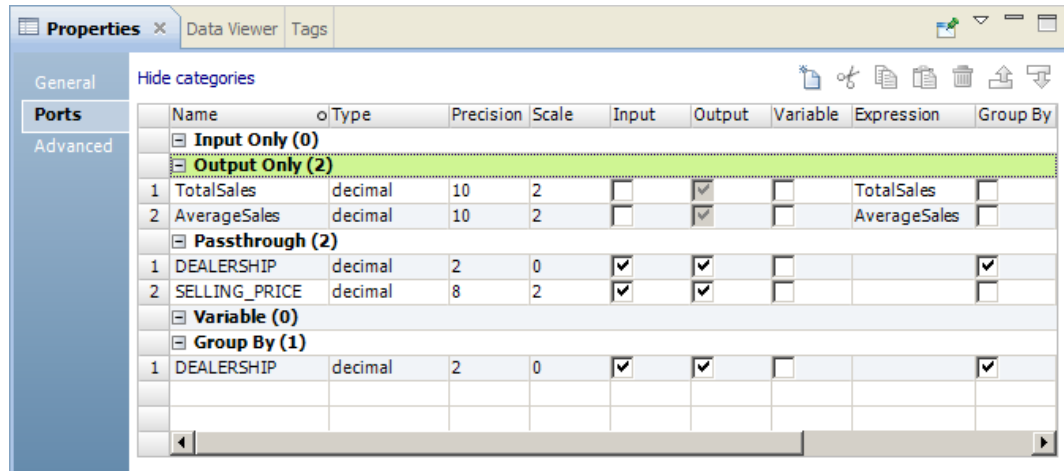 Properties Data Viewer Tags
General Hide categories
Ports Name Type Precision Scale Input Output Variable Expression Group By
Advanced Input Only (0)
Output Only (2)
1 TotalSales decimal 10 2 TotalSales
2 AverageSales decimal 10 2 AverageSales
Passthrough (2)
1 DEALERSHIP decimal 2 0
2 SELLING_PRICE decimal 8 2
Variable (0)
Group By (1)
1 DEALERSHIP decimal 2 0